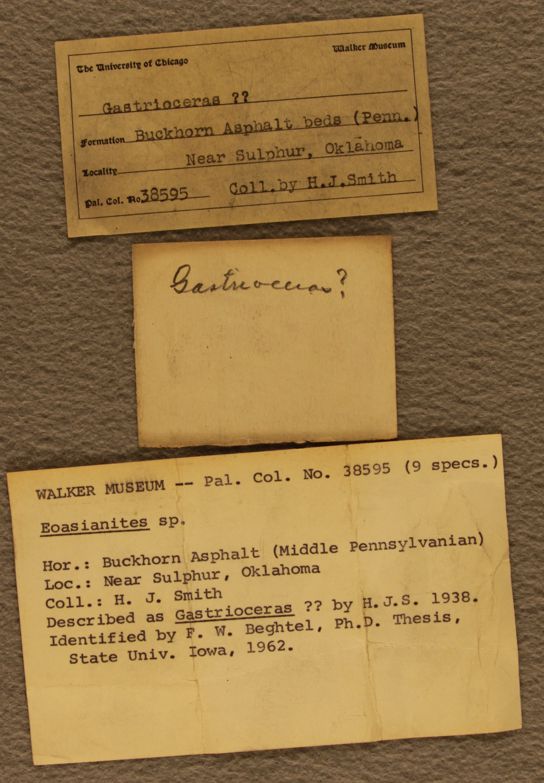 The University of Chicago Walker Museum
Gastrioceras ??
Formation Buckhorn Asphalt beds (Penn.)
Locality Near Sulphur, Oklahoma
Pal. Col. No. 38595 Coll.by H.J.Smith
Gastrioceras?
WALKER MUSEUM -- Pal. Col. No. 38595 (9 specs.)
Eoasianites sp.
Hor.: Buckhorn Asphalt (Middle Pennsylvanian)
Loc.: Near Sulphur, Oklahoma
Coll.: H. J. Smith
Described as Gastrioceras ?? by H.J.S. 1938.
Identified by F. W. Beghtel, Ph.D. Thesis,
State Univ. Iowa, 1962.